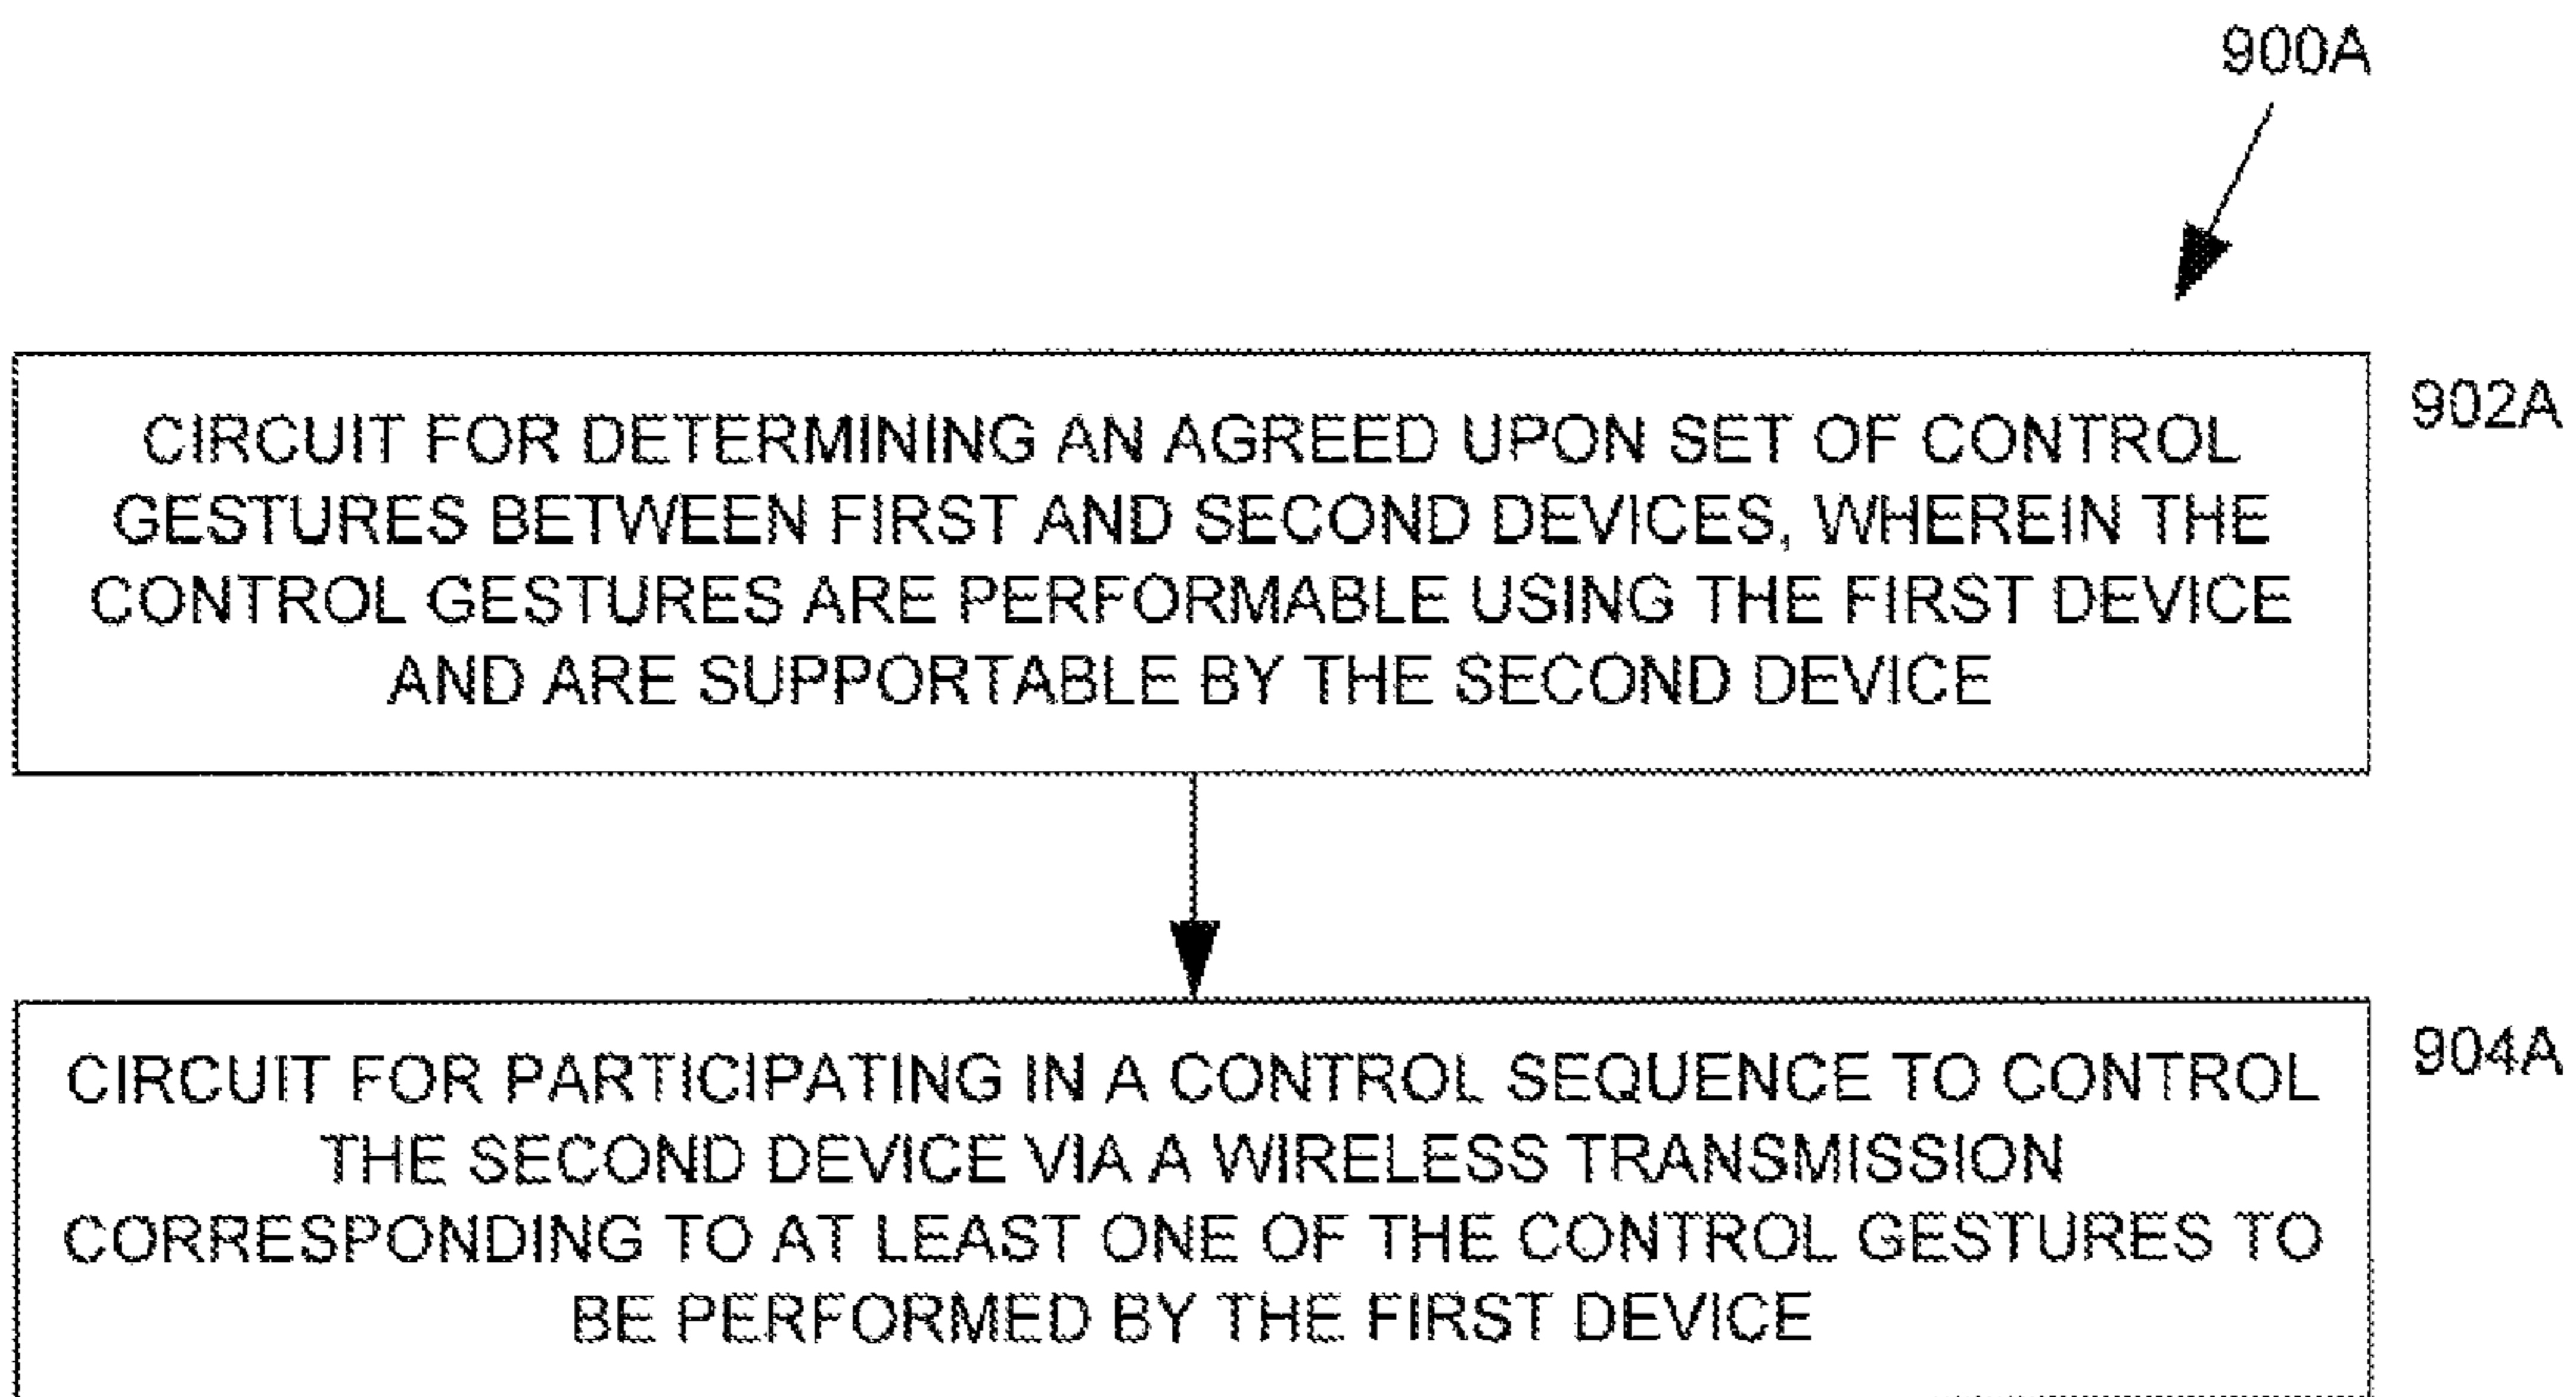 900A
902A
CIRCUIT FOR DETERMINING AN AGREED UPON SET OF CONTROL
GESTURES BETWEEN FIRST AND SECOND DEVICES, WHEREIN THE
CONTROL GESTURES ARE PERFORMABLE USING THE FIRST DEVICE
AND ARE SUPPORTABLE BY THE SECOND DEVICE
904A
CIRCUIT FOR PARTICIPATING IN A CONTROL SEQUENCE TO CONTROL
THE SECOND DEVICE VIA A WIRELESS TRANSMISSION
CORRESPONDING TO AT LEAST ONE OF THE CONTROL GESTURES TO
BE PERFORMED BY THE FIRST DEVICE